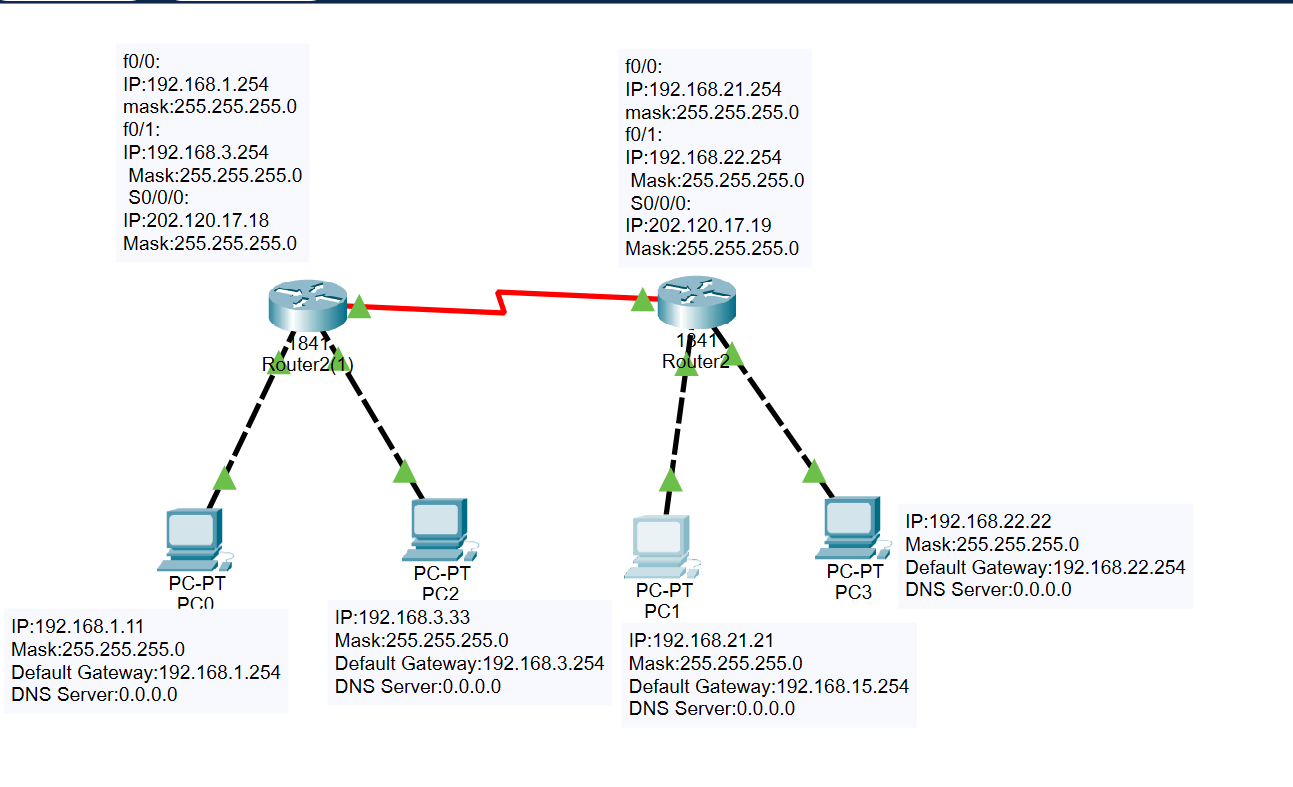 f0/0:
IP:192.168.1.254
mask:255.255.255.0
f0/1:
IP:192.168.3.254
Mask:255.255.255.0
S0/0/0:
IP:202.120.17.18
Mask:255.255.255.0
f0/0:
IP:192.168.21.254
mask:255.255.255.0
f0/1:
IP:192.168.22.254
Mask:255.255.255.0
S0/0/0:
IP:202.120.17.19
Mask:255.255.255.0
1841
Router2(1)
1841
Router2
PC-PT
PC0
PC-PT
PC2
PC-PT
PC1
PC-PT
PC3
IP:192.168.22.22
Mask:255.255.255.0
Default Gateway:192.168.22.254
DNS Server:0.0.0.0
IP:192.168.1.11
Mask:255.255.255.0
Default Gateway:192.168.1.254
DNS Server:0.0.0.0
IP:192.168.3.33
Mask:255.255.255.0
Default Gateway:192.168.3.254
DNS Server:0.0.0.0
IP:192.168.21.21
Mask:255.255.255.0
Default Gateway:192.168.15.254
DNS Server:0.0.0.0